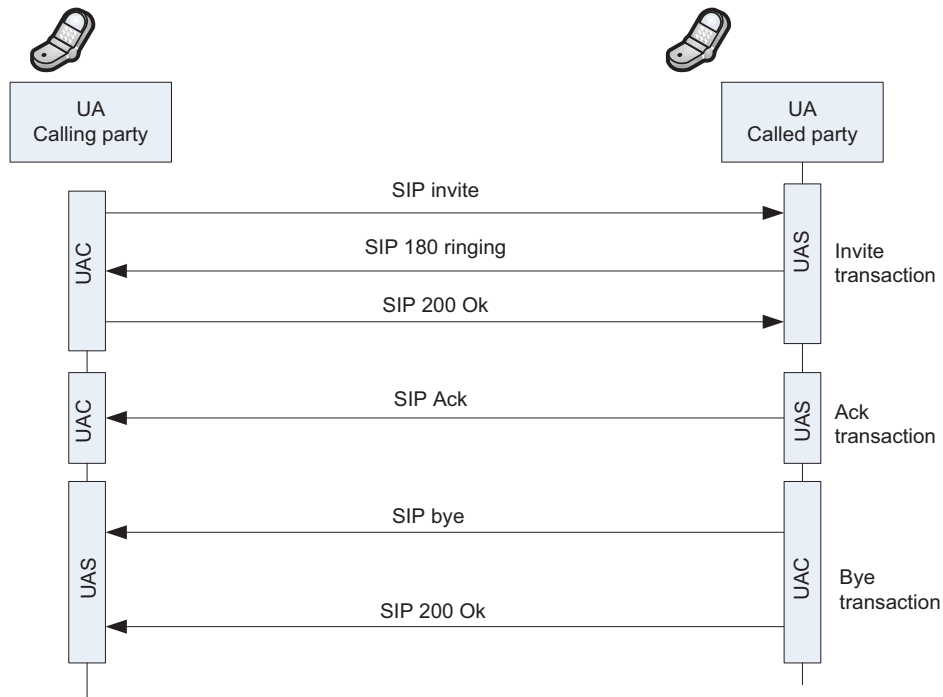 UA
Calling party
UA
Called party
SIP invite
UAC
UAS
SIP 180 ringing
Invite
transaction
SIP 200 Ok
UAC
SIP Ack
UAS
Ack
transaction
SIP bye
UAS
UAC
Bye
transaction
SIP 200 Ok